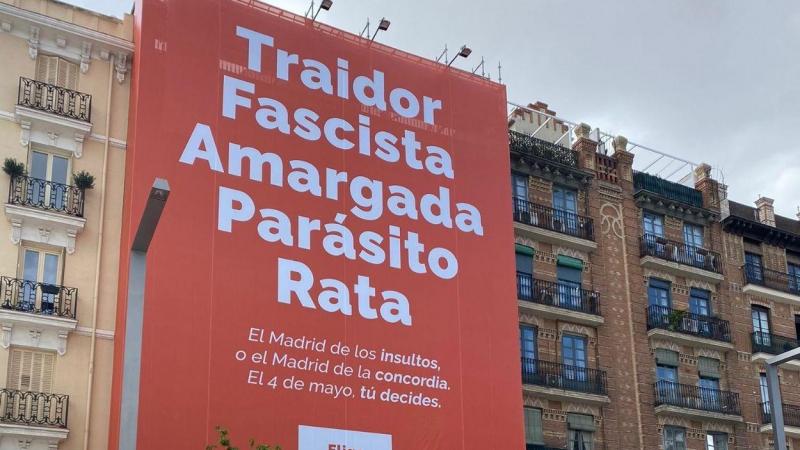 Traidor
Fascista
Amargada
Parásito
Rata
El Madrid de los insultos,
o el Madrid de la concordia.
El 4 de mayo, tú decides.